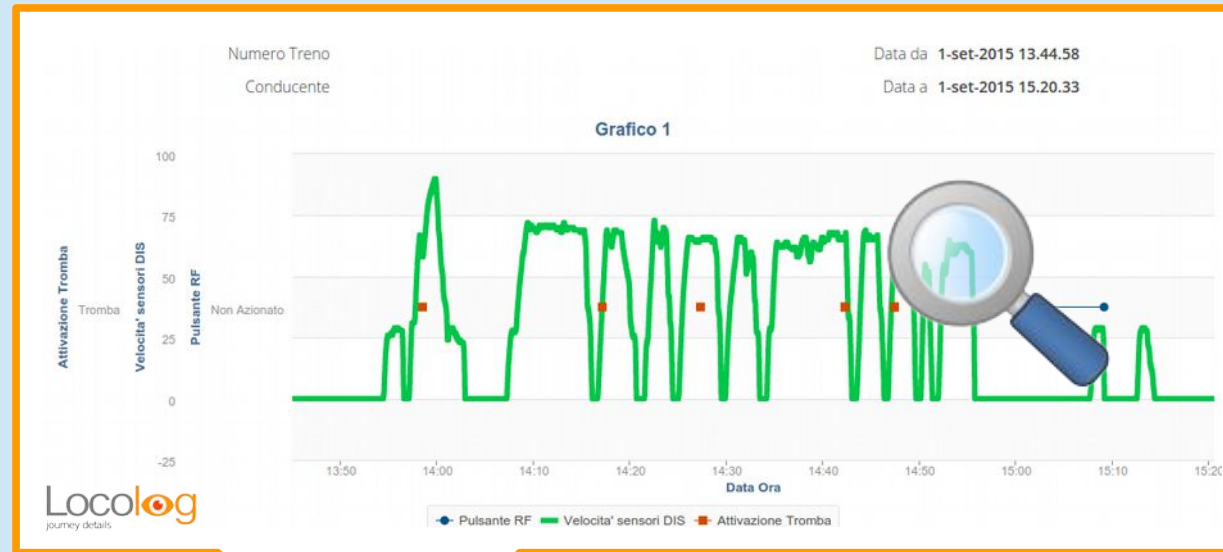 Numero Treno
Data da 1-set-2015 13.44.58
Conducente
Data a 1-set-2015 15.20.33
Grafico 1
Attivazione Tromba
Velocita' sensori DIS
Pulsante RF
Tromba
Non Azionato
100
75
50
25
0
-25
13:50 14:00 14:10 14:20 14:30 14:40 14:50 15:00 15:10 15:20
Data Ora
Pulsante RF Velocita' sensori DIS Attivazione Tromba
Locolog
journey details